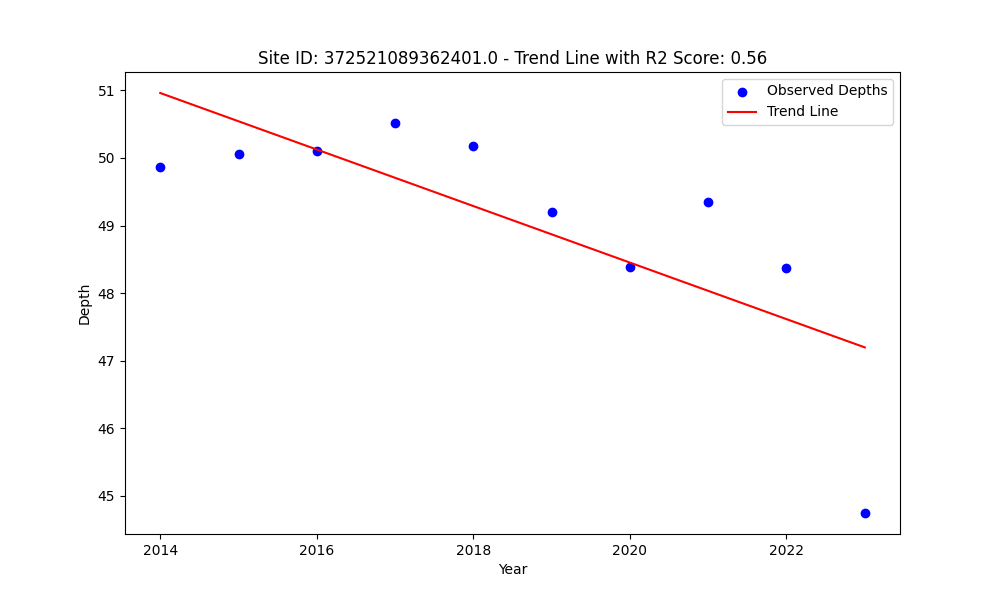 Site ID: 372521089362401.0 - Trend Line with R2 Score: 0.56
Observed Depths
Trend Line
51
50
49
48
47
46
45
Depth
2014
2016
2018
2020
2022
Year